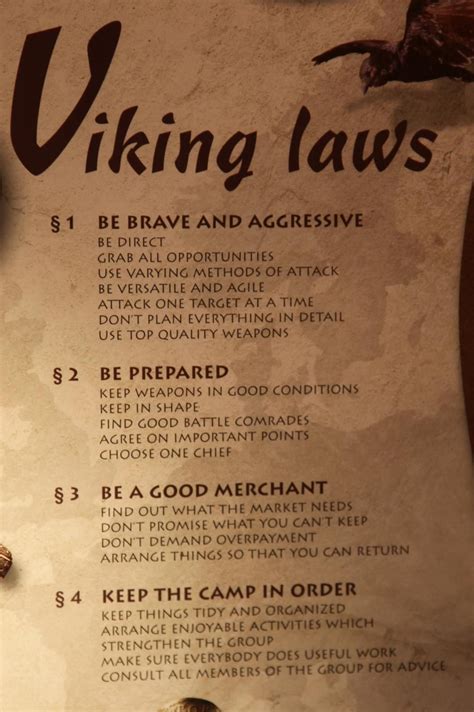 Viking laws
§ 1 BE BRAVE AND AGGRESSIVE
BE DIRECT
GRAB ALL OPPORTUNITIES
USE VARYING METHODS OF ATTACK
BE VERSATILE AND AGILE
ATTACK ONE TARGET AT A TIME
DON'T PLAN EVERYTHING IN DETAIL
USE TOP QUALITY WEAPONS
§ 2 BE PREPARED
KEEP WEAPONS IN GOOD CONDITIONS
KEEP IN SHAPE
FIND GOOD BATTLE COMRADES
AGREE ON IMPORTANT POINTS
CHOOSE ONE CHIEF
§ 3 BE A GOOD MERCHANT
FIND OUT WHAT THE MARKET NEEDS
DON'T PROMISE WHAT YOU CAN'T KEEP
DON'T DEMAND OVERPAYMENT
ARRANGE THINGS SO THAT YOU CAN RETURN
§ 4 KEEP THE CAMP IN ORDER
KEEP THINGS TIDY AND ORGANIZED
ARRANGE ENJOYABLE ACTIVITIES WHICH
STRENGTHEN THE GROUP
MAKE SURE EVERYBODY DOES USEFUL WORK
CONSULT ALL MEMBERS OF THE GROUP FOR ADVICE